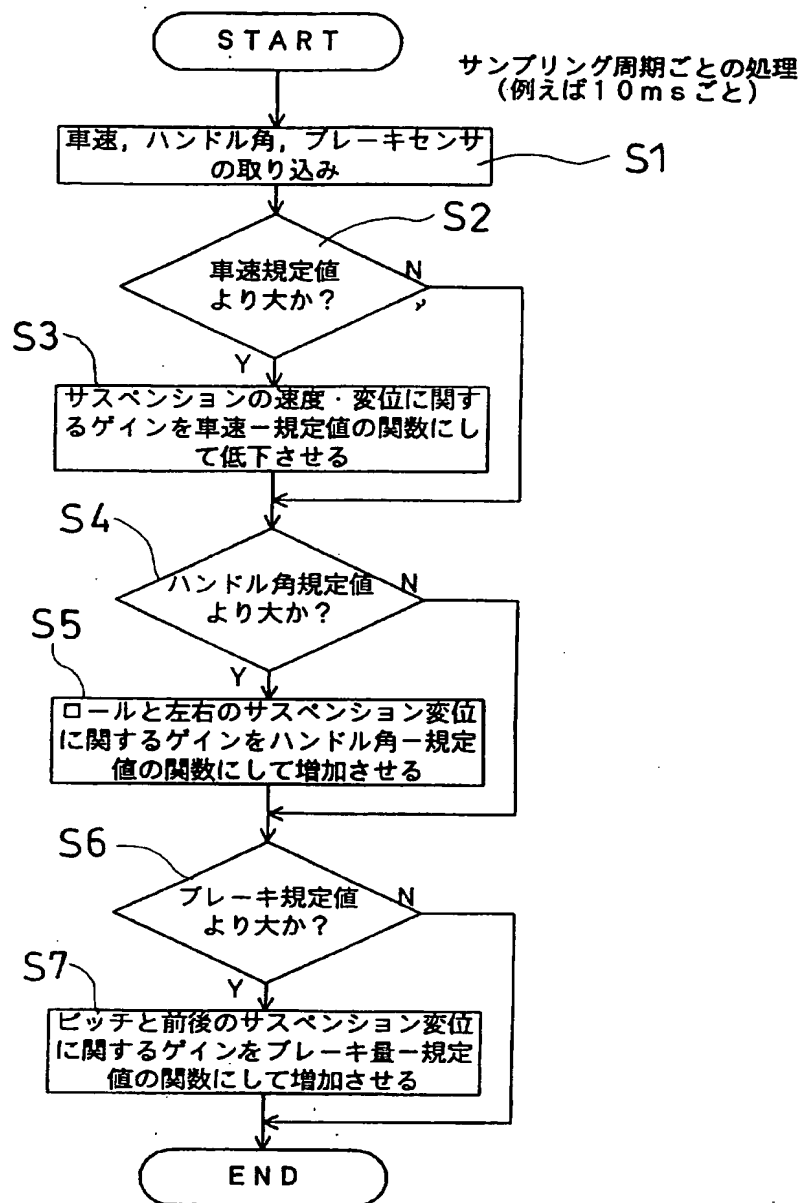 START
サンプリング周期ごとの処理
(例えば10msごと)
車速,ハンドル角,ブレーキセンサ
の取り込み
S1
S2
車速規定値
より大か?
N
Y
S3
サスペンションの速度・変位に関す
るゲインを車速ー規定値の関数にし
て低下させる
S4
ハンドル角規定値
より大か?
N
Y
S5
ロールと左右のサスペンション変位
に関するゲインをハンドル角ー規定
値の関数にして増加させる
S6
ブレーキ規定値
より大か?
N
Y
S7
ピッチと前後のサスペンション変位
に関するゲインをブレーキ量ー規定
値の関数にして増加させる
END